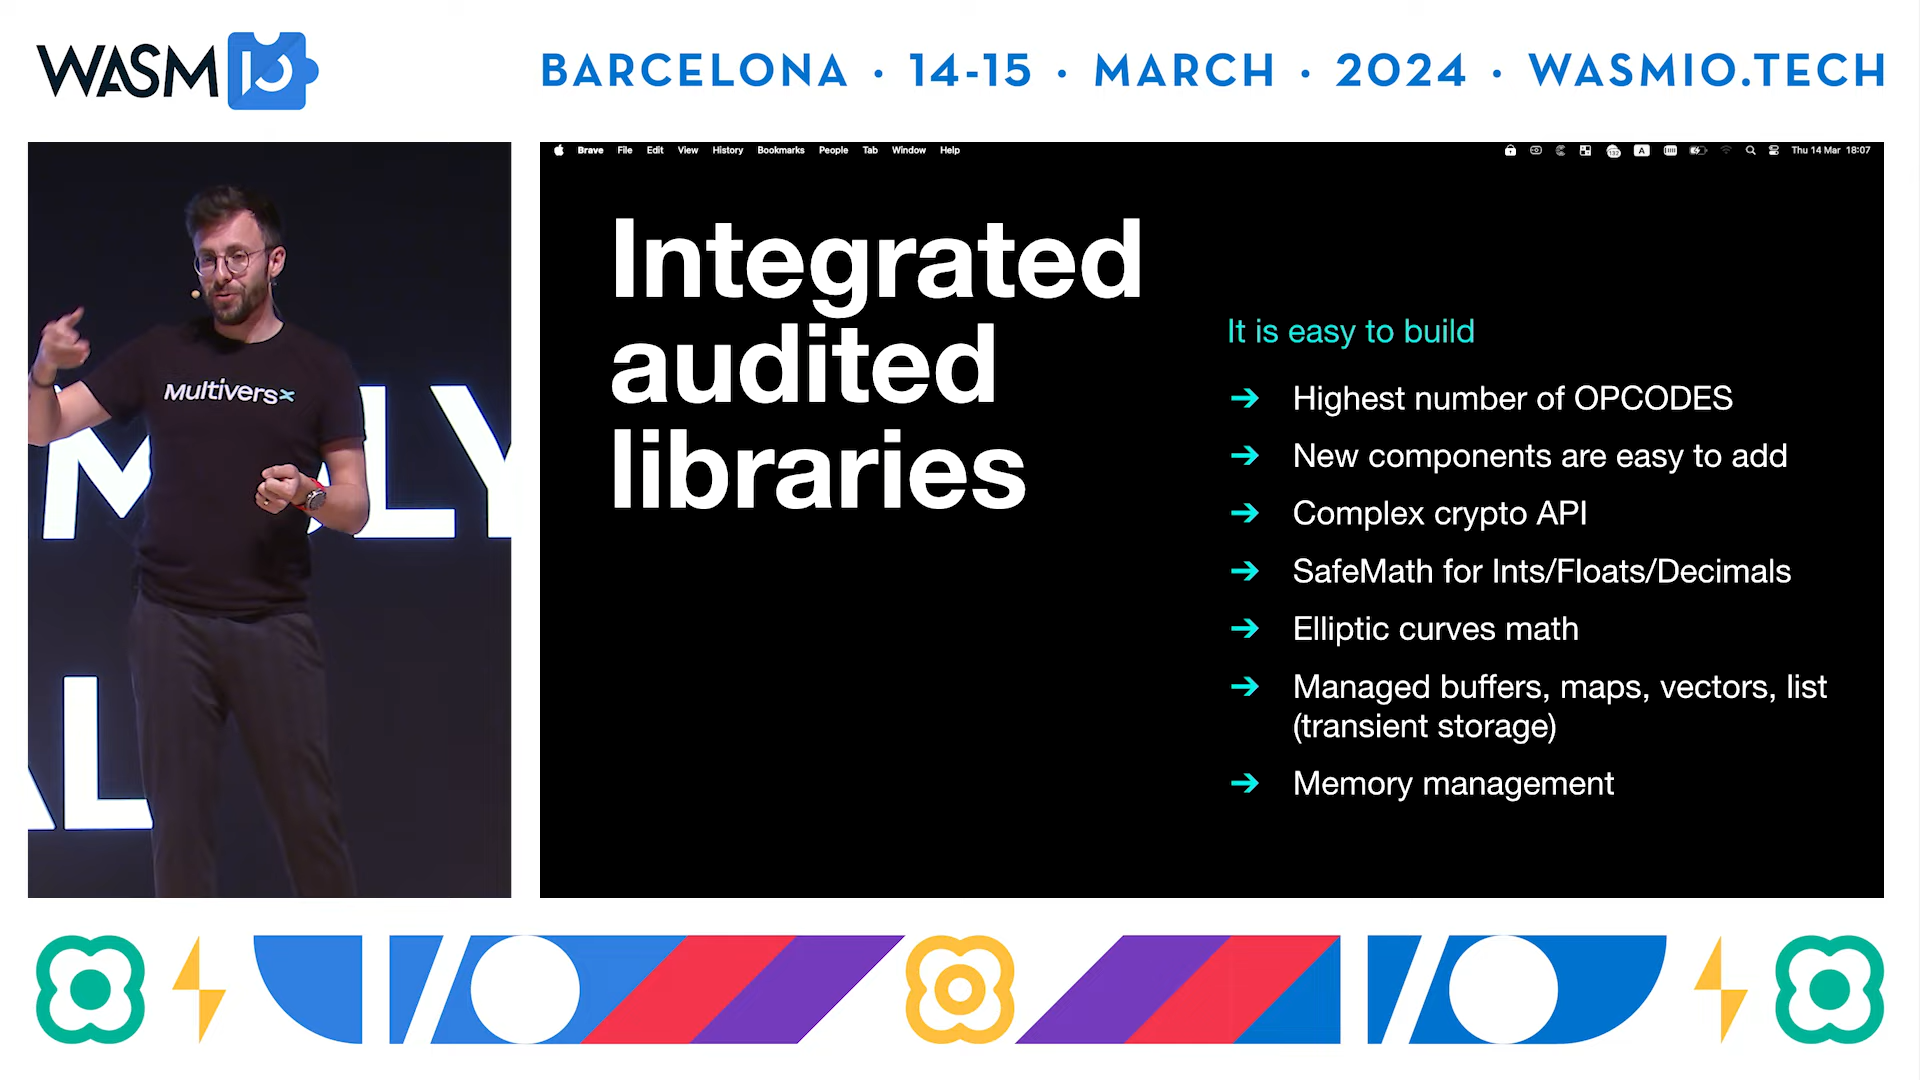 WASM IO
BARCELONA · 14-15 · MARCH · 2024 · WASMIO.TECH
Brave File Edit View History Bookmarks People Tab Window Help
A
Thu 14 Mar 18:07
Multiversx
MBLY
AL
Integrated
audited
libraries
It is easy to build
➔ Highest number of OPCODES
➔ New components are easy to add
➔ Complex crypto API
➔ SafeMath for Ints/Floats/Decimals
➔ Elliptic curves math
➔ Managed buffers, maps, vectors, list
(transient storage)
➔ Memory management